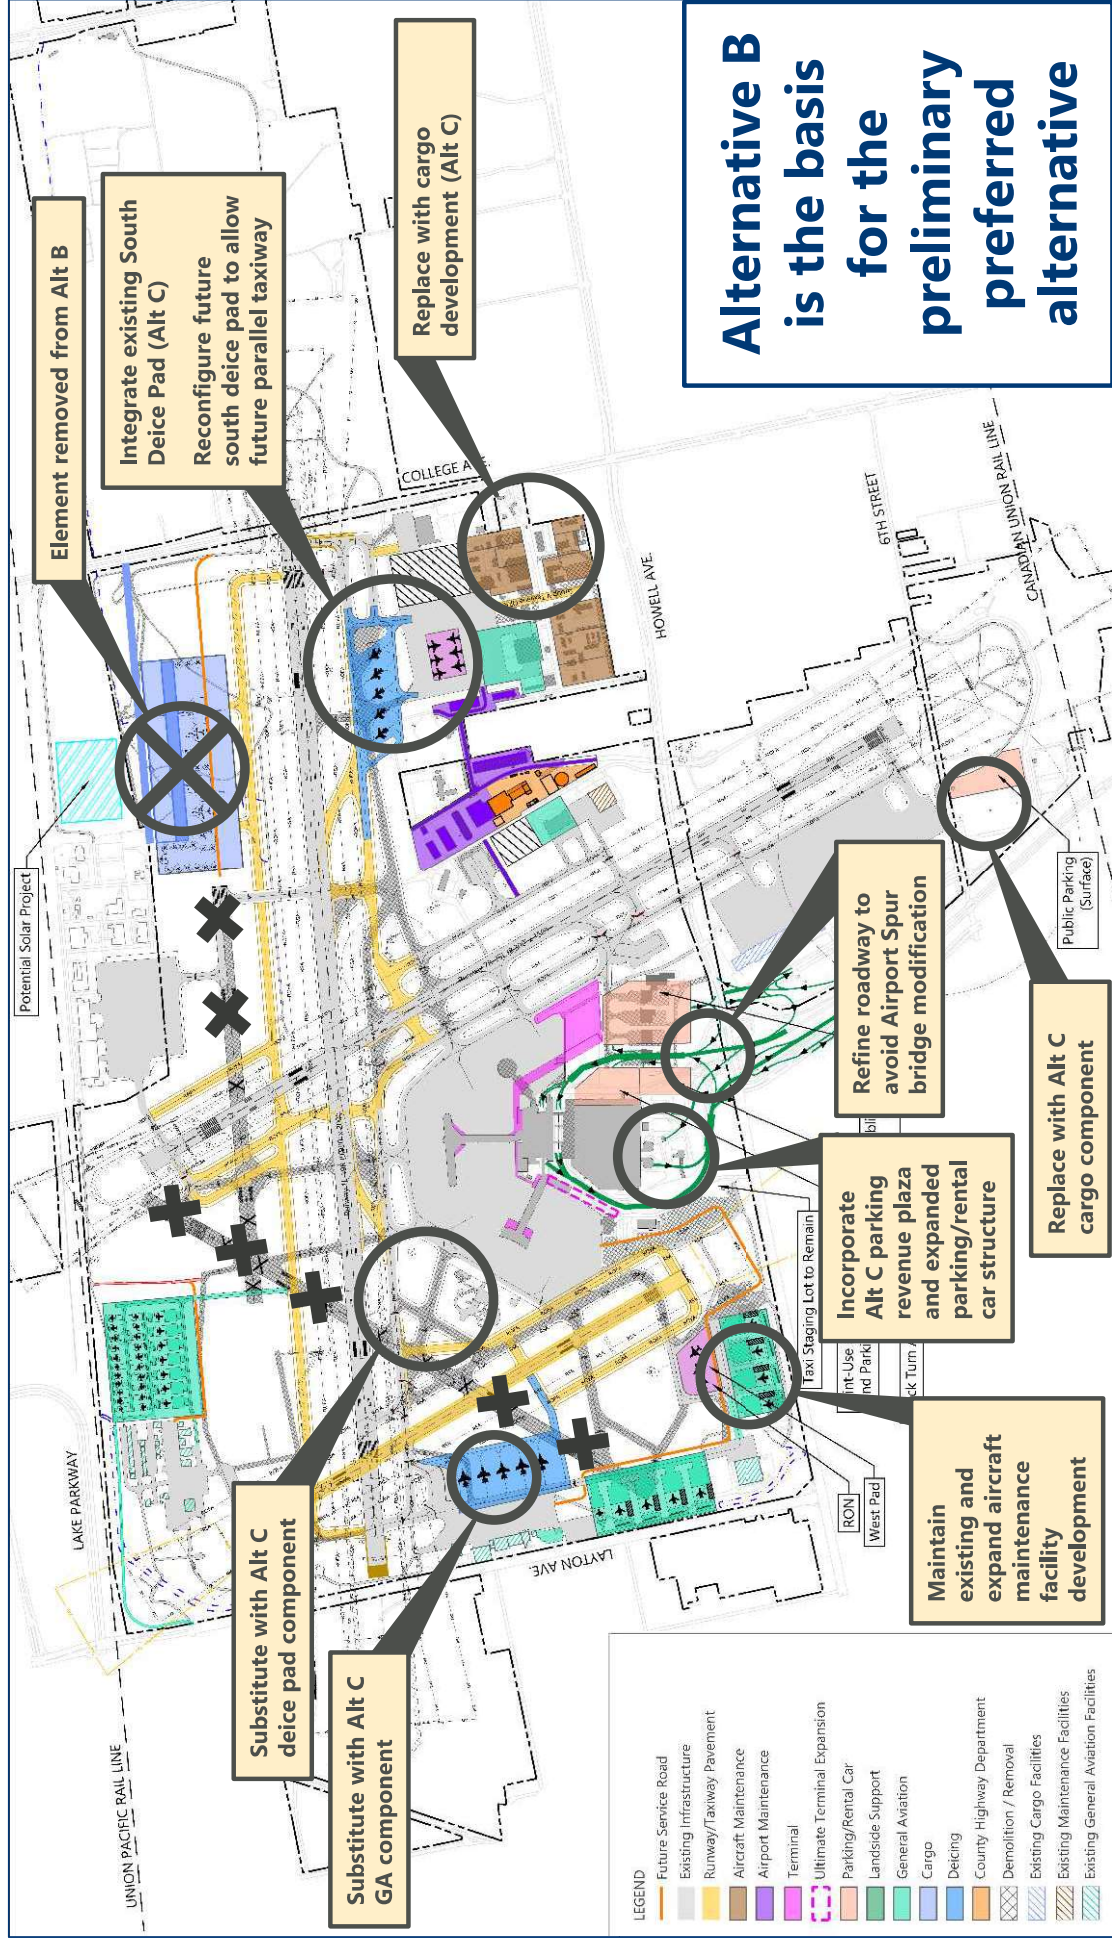 Alternative B
is the basis
for the
preliminary
preferred
alternative
Element removed from Alt B
Integrate existing South
Deice Pad (Alt C)
Reconfigure future
south deice pad to allow
future parallel taxiway
Replace with cargo
development (Alt C)
Substitute with Alt C
deice pad component
Substitute with Alt C
GA component
Refine roadway to
avoid Airport Spur
bridge modification
Incorporate
Alt C parking
revenue plaza
and expanded
parking/rental
car structure
Replace with Alt C
cargo component
Maintain
existing and
expand aircraft
maintenance
facility
development
Potential Solar Project
COLLEGE AVE.
HOWELL AVE.
6TH STREET
CANADIAN UNION RAIL LINE
LAKE PARKWAY
UNION PACIFIC RAIL LINE
LAYTON AVE.
Public Parking
(Surface)
Taxi Staging Lot to Remain
RON
West Pad
LEGEND
Future Service Road
Existing Infrastructure
Runway/Taxiway Pavement
Aircraft Maintenance
Airport Maintenance
Terminal
Ultimate Terminal Expansion
Parking/Rental Car
Landside Support
General Aviation
Cargo
Deicing
County Highway Department
Demolition / Removal
Existing Cargo Facilities
Existing Maintenance Facilities
Existing General Aviation Facilities